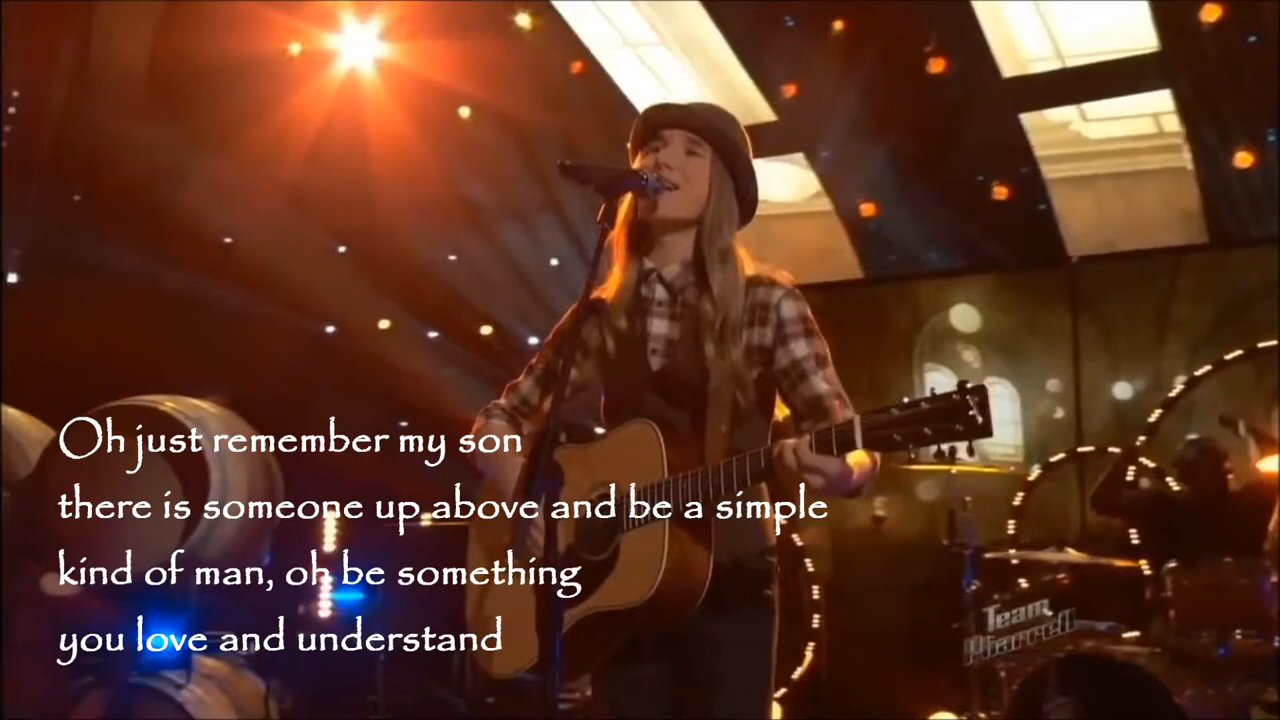 Oh just remember my son
there is someone up above and be a simple
kind of man, oh be something
you love and understand
Team
Pharrell